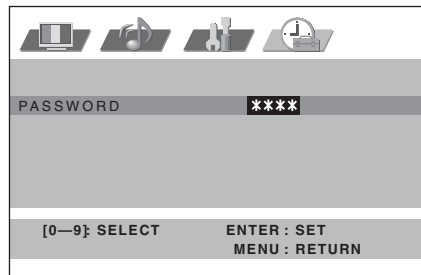 PASSWORD ****
[0—9]: SELECT ENTER : SET
MENU : RETURN